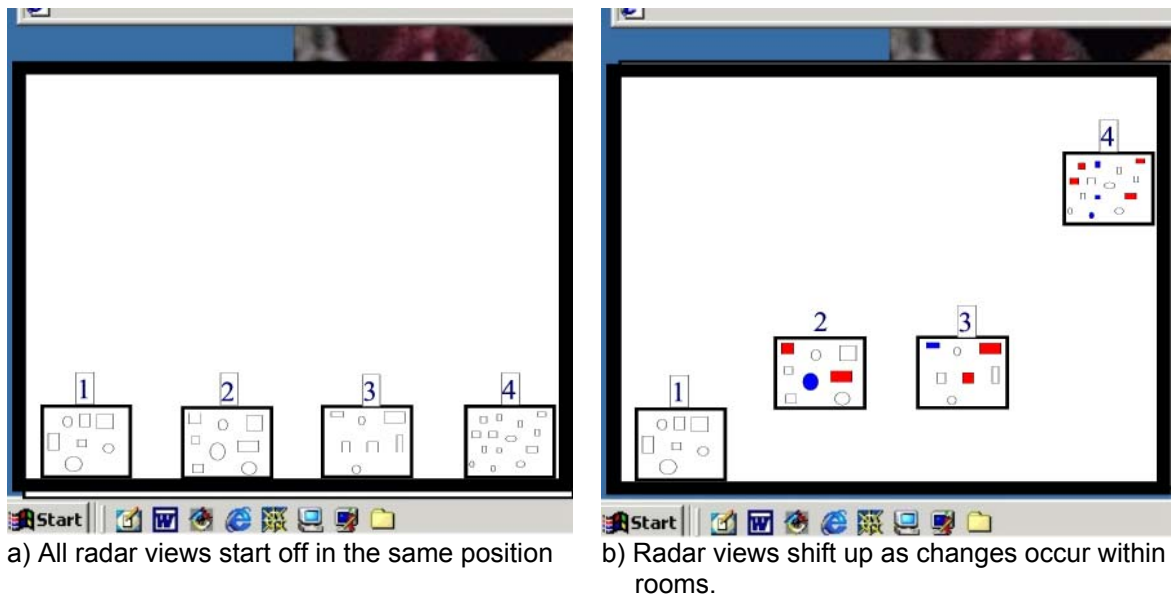 1
2
3
4
Start
a) All radar views start off in the same position
4
2
3
1
Start
b) Radar views shift up as changes occur within
rooms.